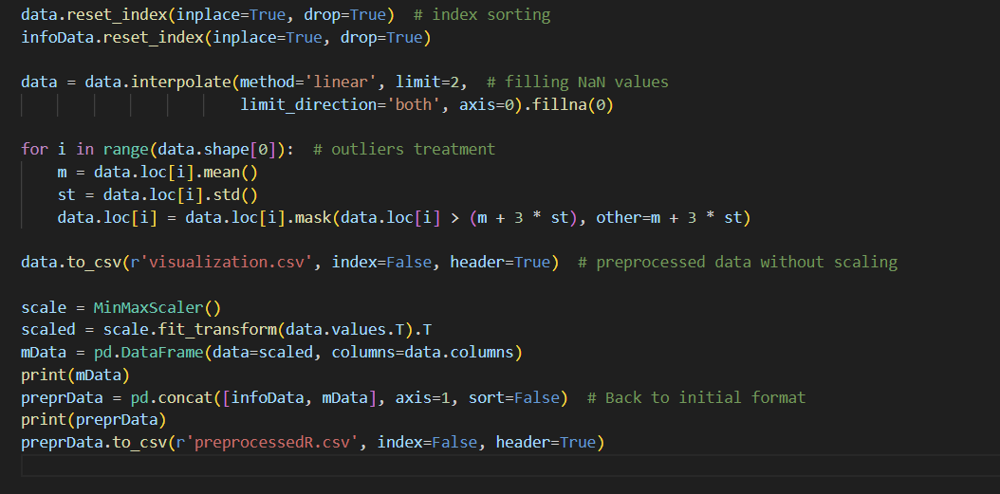 data.reset_index(inplace=True, drop=True)  # index sorting
infoData.reset_index(inplace=True, drop=True)
data = data.interpolate(method='linear', limit=2,  # filling NaN values
                        limit_direction='both', axis=0).fillna(0)
for i in range(data.shape[0]):  # outliers treatment
    m = data.loc[i].mean()
    st = data.loc[i].std()
    data.loc[i] = data.loc[i].mask(data.loc[i] > (m + 3 * st), other=m + 3 * st)
data.to_csv(r'visualization.csv', index=False, header=True)  # preprocessed data without scaling
scale = MinMaxScaler()
scaled = scale.fit_transform(data.values.T).T
mData = pd.DataFrame(data=scaled, columns=data.columns)
print(mData)
preprData = pd.concat([infoData, mData], axis=1, sort=False)  # Back to initial format
print(preprData)
preprData.to_csv(r'preprocessedR.csv', index=False, header=True)